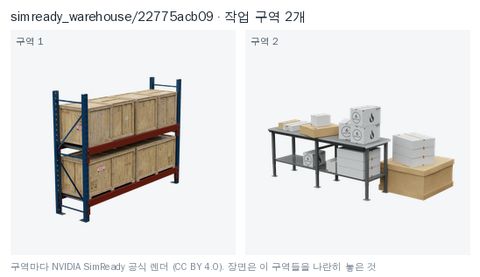 simready_warehouse/22775acb09 · 작업 구역 2개
구역 1
구역 2
구역마다 NVIDIA SimReady 공식 렌더 (CC BY 4.0). 장면은 이 구역들을 나란히 놓은 것